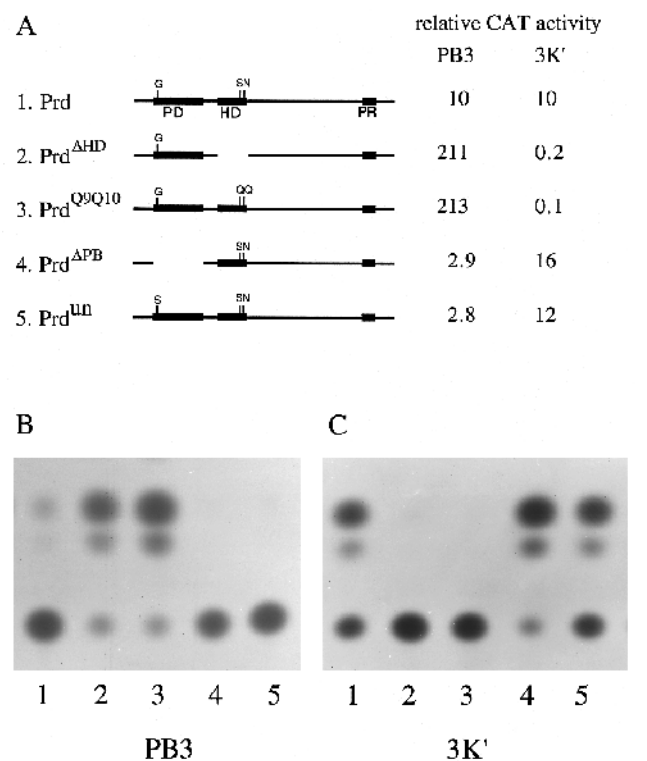 A
relative CAT activity
PB3 3K'
G SN
1. Prd 10 10
PD HD PR
G
2. Prd^ΔHD 211 0.2
G QQ
3. Prd^Q9Q10 213 0.1
SN
4. Prd^ΔPB 2.9 16
S SN
5. Prd^un 2.8 12
B C
1 2 3 4 5 1 2 3 4 5
PB3 3K'